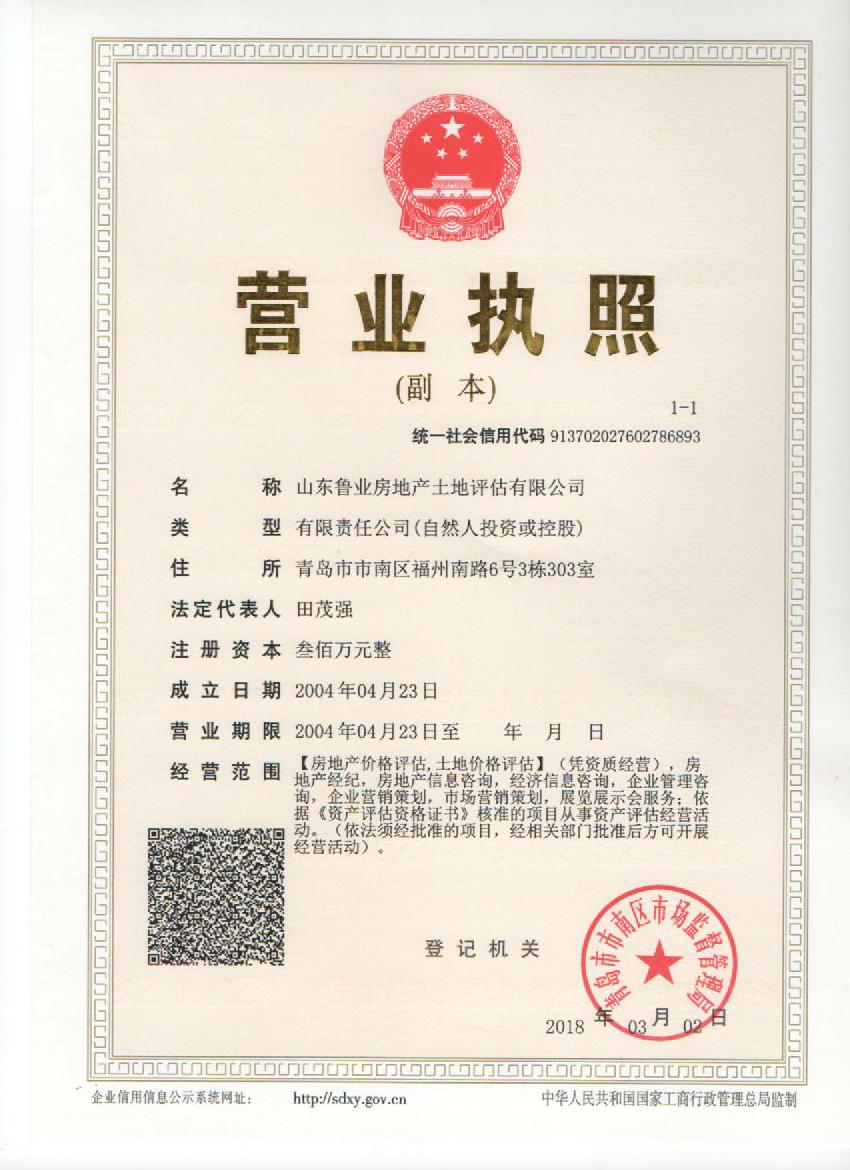 营业执照
(副 本)
1-1
统一社会信用代码 913702027602786893
名 称 山东鲁业房地产土地评估有限公司
类 型 有限责任公司(自然人投资或控股)
住 所 青岛市市南区福州南路6号3栋303室
法定代表人 田茂强
注册资本 叁佰万元整
成立日期 2004年04月23日
营业期限 2004年04月23日至 年 月 日
经营范围 【房地产价格评估,土地价格评估】（凭资质经营），房
地产经纪，房地产信息咨询，经济信息咨询，企业管理咨
询，企业营销策划，市场营销策划，展览展示会服务；依
据《资产评估资格证书》核准的项目从事资产评估经营活
动。（依法须经批准的项目，经相关部门批准后方可开展
经营活动）。
登记机关
青岛市市南区市场监督管理局
2018 年 03 月 02 日
企业信用信息公示系统网址： http://sdxy.gov.cn 中华人民共和国国家工商行政管理总局监制